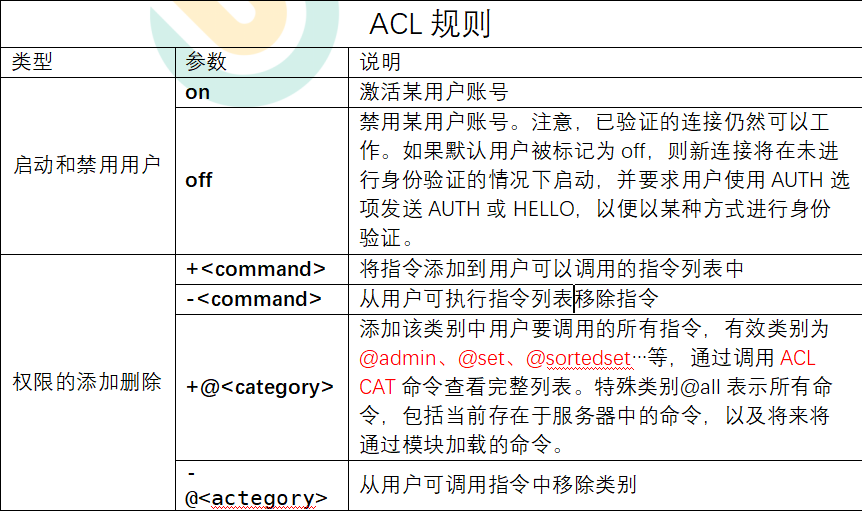 ACL 规则
类型 参数 说明
启动和禁用用户
on
激活某用户账号
off
禁用某用户账号。注意，已验证的连接仍然可以工
作。如果默认用户被标记为 off，则新连接将在未进
行身份验证的情况下启动，并要求用户使用 AUTH 选
项发送 AUTH 或 HELLO，以便以某种方式进行身份
验证。
权限的添加删除
+<command>
将指令添加到用户可以调用的指令列表中
-<command>
从用户可执行指令列表移除指令
+@<category>
添加该类别中用户要调用的所有指令，有效类别为
@admin、@set、@sortedset…等，通过调用 ACL
CAT 命令查看完整列表。特殊类别@all 表示所有命
令，包括当前存在于服务器中的命令，以及将来将
通过模块加载的命令。
-
@<actegory>
从用户可调用指令中移除类别